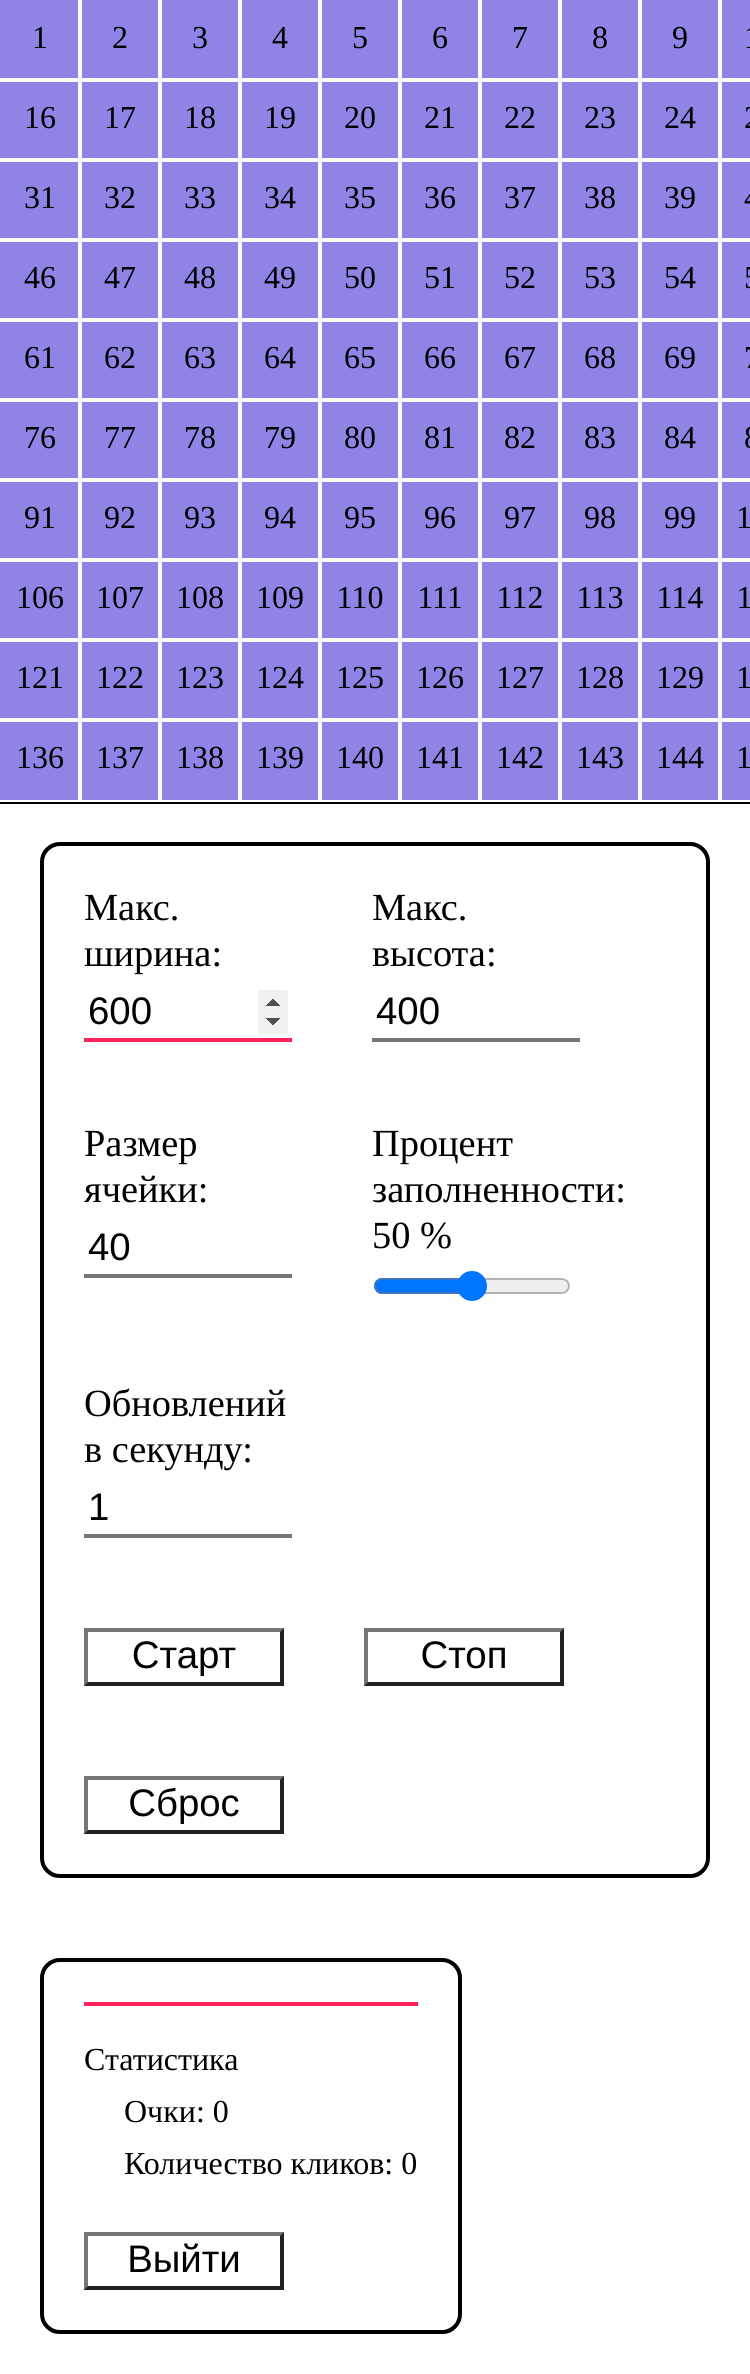 1 2 3 4 5 6 7 8 9
16 17 18 19 20 21 22 23 24
31 32 33 34 35 36 37 38 39
46 47 48 49 50 51 52 53 54
61 62 63 64 65 66 67 68 69
76 77 78 79 80 81 82 83 84
91 92 93 94 95 96 97 98 99
106 107 108 109 110 111 112 113 114
121 122 123 124 125 126 127 128 129
136 137 138 139 140 141 142 143 144
Макс.
ширина:
600
Макс.
высота:
400
Размер
ячейки:
40
Процент
заполненности:
50 %
Обновлений
в секунду:
1
Старт Стоп
Сброс
Статистика
Очки: 0
Количество кликов: 0
Выйти